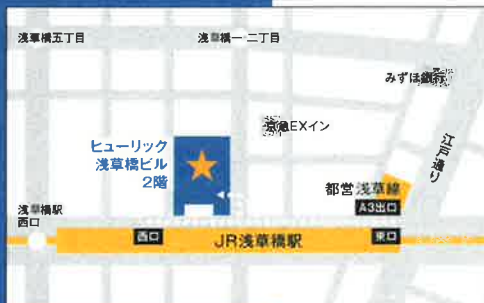 浅草橋五丁目
浅草橋一・二丁目
みずほ銀行
京急EXイン
江戸通り
ヒューリック
浅草橋ビル
2階
都営浅草線
A3出口
浅草橋駅
西口
西口
JR浅草橋駅
東口